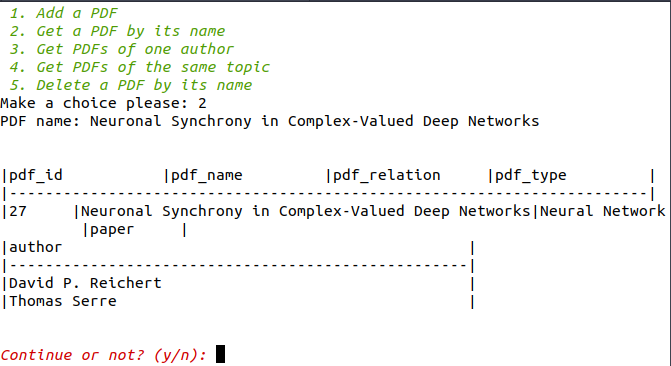 1. Add a PDF
2. Get a PDF by its name
3. Get PDFs of one author
4. Get PDFs of the same topic
5. Delete a PDF by its name
Make a choice please: 2
PDF name: Neuronal Synchrony in Complex-Valued Deep Networks
|pdf_id           |pdf_name         |pdf_relation     |pdf_type         |
|-----------------------------------------------------------------------|
|27     |Neuronal Synchrony in Complex-Valued Deep Networks|Neural Network
         |paper     |
|author                                             |
|---------------------------------------------------|
|David P. Reichert                                  |
|Thomas Serre                                       |
Continue or not? (y/n):